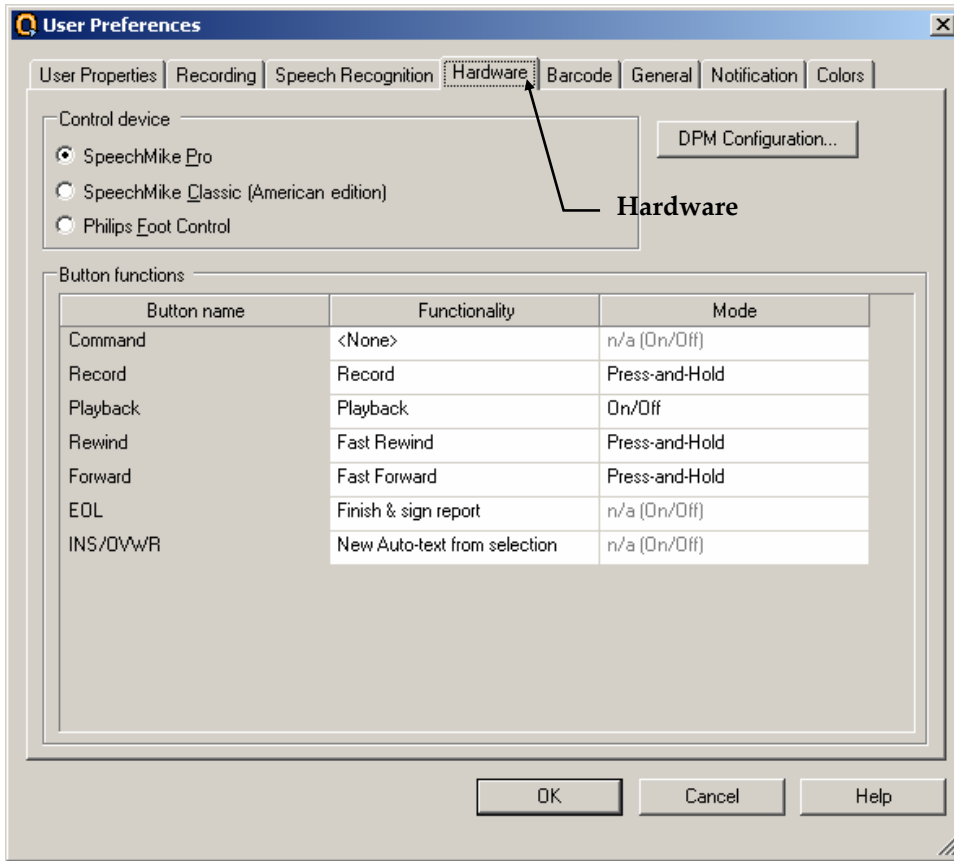 User Preferences
User Properties Recording Speech Recognition Hardware Barcode General Notification Colors
Control device
DPM Configuration...
SpeechMike Pro
SpeechMike Classic (American edition)
Hardware
Philips Foot Control
Button functions
Button name Functionality Mode
Command <None> n/a (On/Off)
Record Record Press-and-Hold
Playback Playback On/Off
Rewind Fast Rewind Press-and-Hold
Forward Fast Forward Press-and-Hold
EOL Finish & sign report n/a (On/Off)
INS/OVWR New Auto-text from selection n/a (On/Off)
OK Cancel Help